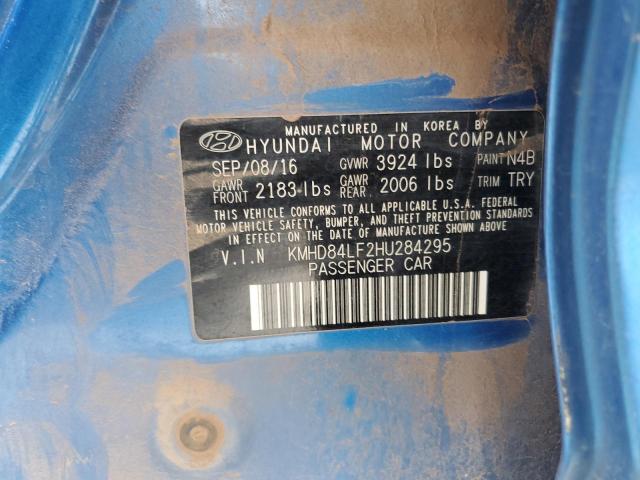 MANUFACTURED IN KOREA BY
HYUNDAI MOTOR COMPANY
SEP/08/16 GVWR 3924 lbs PAINT N4B
GAWR FRONT 2183 lbs GAWR REAR 2006 lbs TRIM TRY
THIS VEHICLE CONFORMS TO ALL APPLICABLE U.S.A. FEDERAL
MOTOR VEHICLE SAFETY, BUMPER, AND THEFT PREVENTION STANDARDS
IN EFFECT ON THE DATE OF MANUFACTURE SHOWN ABOVE
V.I.N KMHD84LF2HU284295
PASSENGER CAR